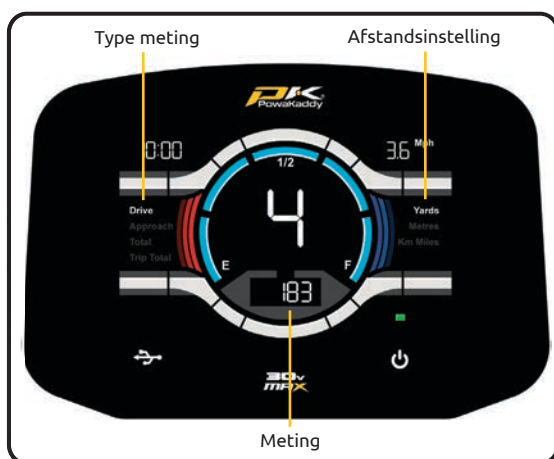 Type meting
Afstandsinstelling
PK
PowaKaddy
0:00
3.6 Mph
1/2
Drive
Approach
Total
Trip Total
4
Yards
Metres
Km Miles
E
F
183
30v
MAX
Meting